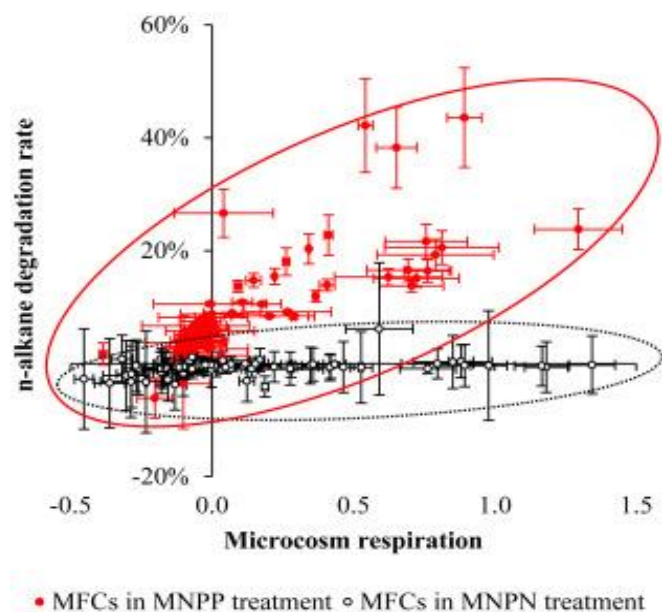 60%
40%
20%
-20%
n-alkane degradation rate
-0.5 0.0 0.5 1.0 1.5
Microcosm respiration
MFCs in MNPP treatment MFCs in MNPN treatment